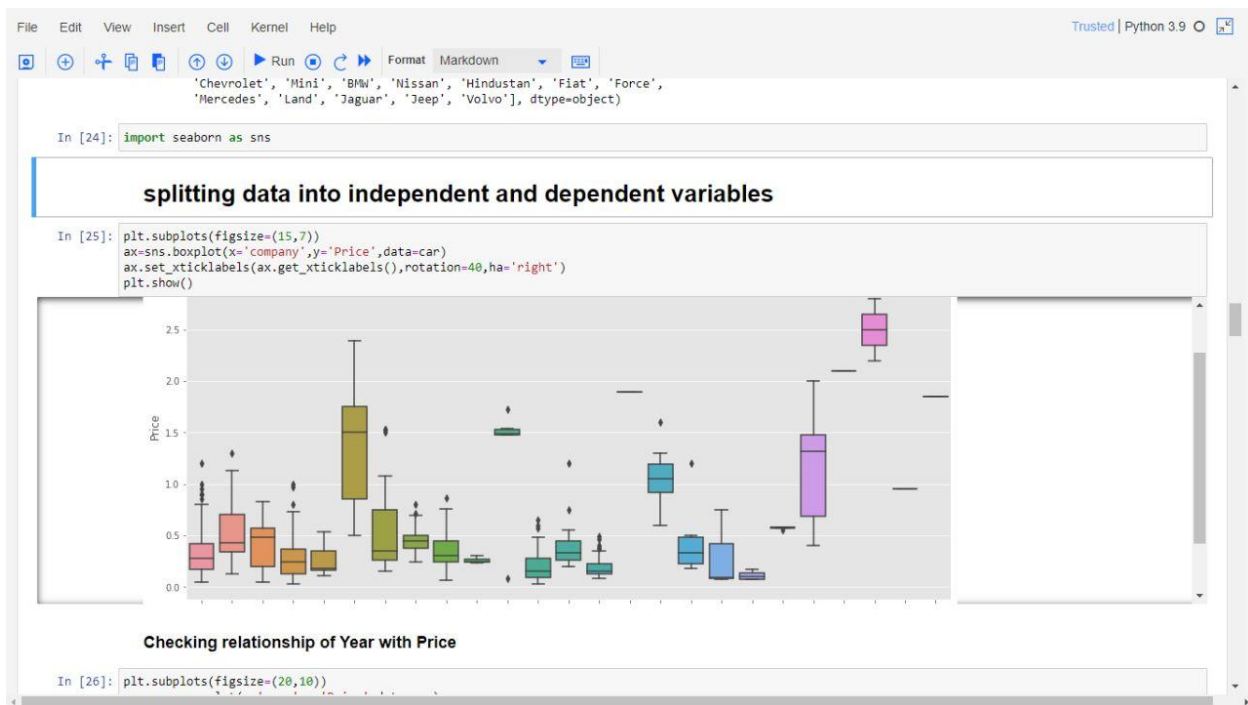 File Edit View Insert Cell Kernel Help Trusted | Python 3.9
Run Format Markdown
'Chevrolet', 'Mini', 'BMW', 'Nissan', 'Hindustan', 'Fiat', 'Force',
'Mercedes', 'Land', 'Jaguar', 'Jeep', 'Volvo'], dtype=object)
In [24]: import seaborn as sns
splitting data into independent and dependent variables
In [25]: plt.subplots(figsize=(15,7))
ax=sns.boxplot(x='company',y='Price',data=car)
ax.set_xticklabels(ax.get_xticklabels(),rotation=40,ha='right')
plt.show()
2.5
2.0
1.5
1.0
0.5
0.0
Price
Checking relationship of Year with Price
In [26]: plt.subplots(figsize=(20,10))